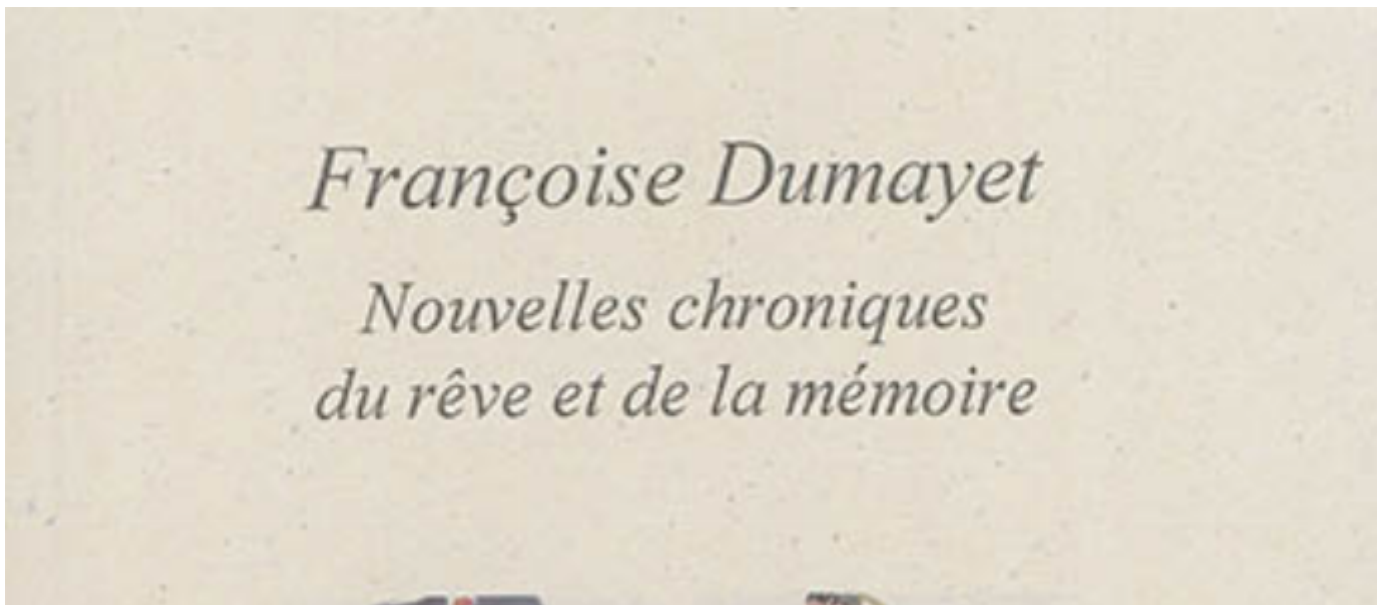 Françoise Dumayet
Nouvelles chroniques
du rêve et de la mémoire